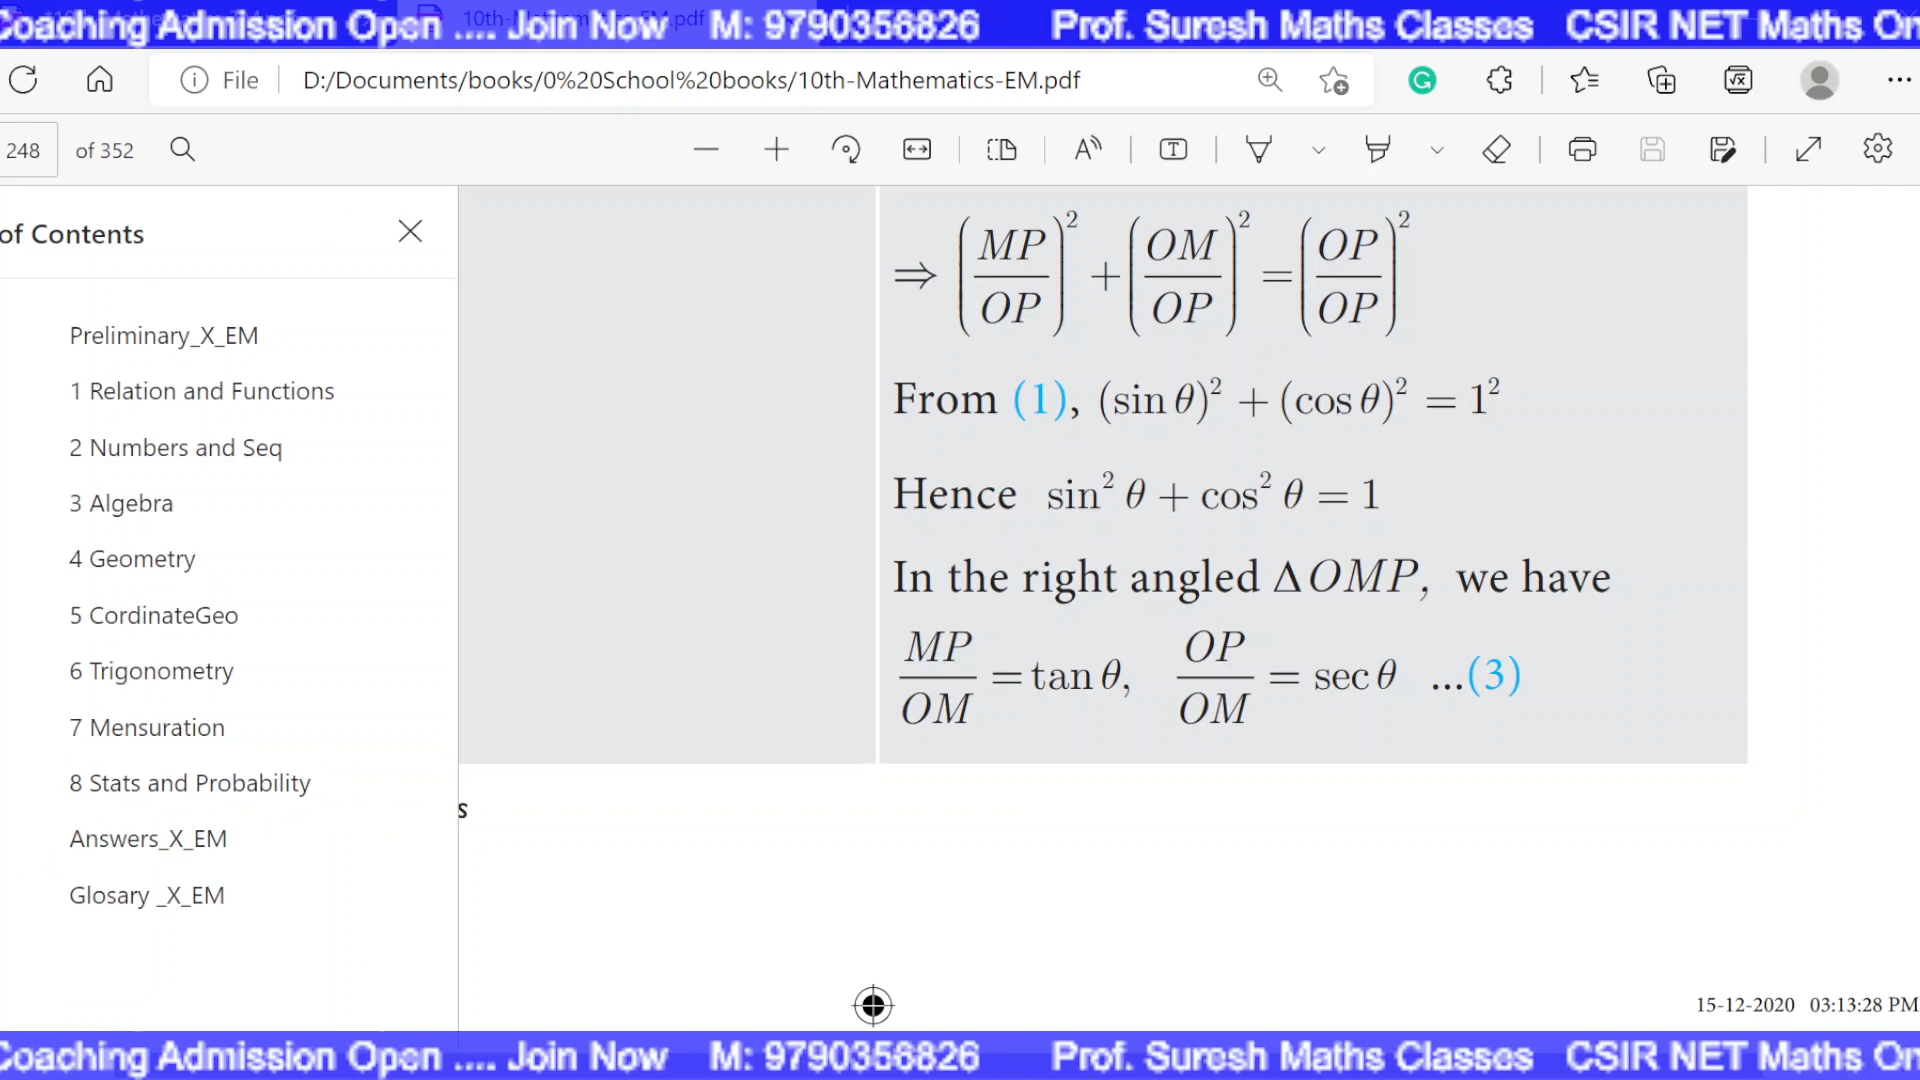 Coaching Admission Open .... Join Now M: 9790356826 Prof. Suresh Maths Classes CSIR NET Maths On
File D:/Documents/books/0%20School%20books/10th-Mathematics-EM.pdf
248 of 352
of Contents
Preliminary_X_EM
1 Relation and Functions
2 Numbers and Seq
3 Algebra
4 Geometry
5 CordinateGeo
6 Trigonometry
7 Mensuration
8 Stats and Probability
Answers_X_EM
Glosary _X_EM
⇒ (MP/OP)² + (OM/OP)² = (OP/OP)²
From (1), (sin θ)² + (cos θ)² = 1²
Hence sin² θ + cos² θ = 1
In the right angled Δ OMP, we have
MP/OM = tan θ, OP/OM = sec θ ...(3)
s
15-12-2020 03:13:28 PM
Coaching Admission Open .... Join Now M: 9790356826 Prof. Suresh Maths Classes CSIR NET Maths On